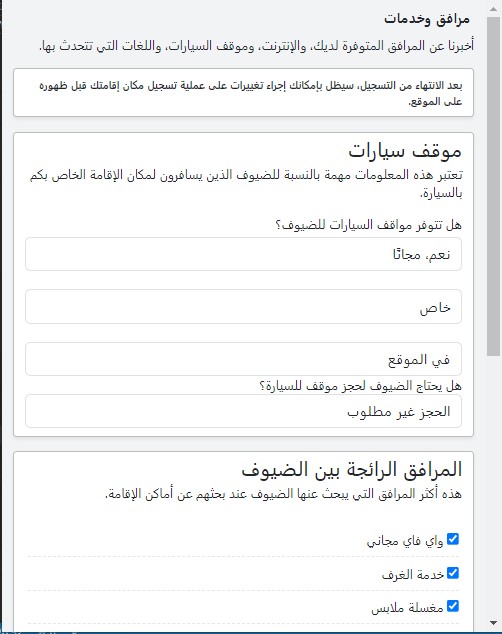 مرافق وخدمات
أخبرنا عن المرافق المتوفرة لديك، والإنترنت، وموقف السيارات، واللغات التي تتحدث بها.
بعد الانتهاء من التسجيل، سيظل بإمكانك إجراء تغييرات على عملية تسجيل مكان إقامتك قبل ظهوره
على الموقع.
موقف سيارات
تعتبر هذه المعلومات مهمة بالنسبة للضيوف الذين يسافرون لمكان الإقامة الخاص بكم
بالسيارة.
هل تتوفر مواقف السيارات للضيوف؟
نعم، مجانًا
خاص
في الموقع
هل يحتاج الضيوف لحجز موقف للسيارة؟
الحجز غير مطلوب
المرافق الرائجة بين الضيوف
هذه أكثر المرافق التي يبحث عنها الضيوف عند بحثهم عن أماكن الإقامة.
واي فاي مجاني
خدمة الغرف
مغسلة ملابس